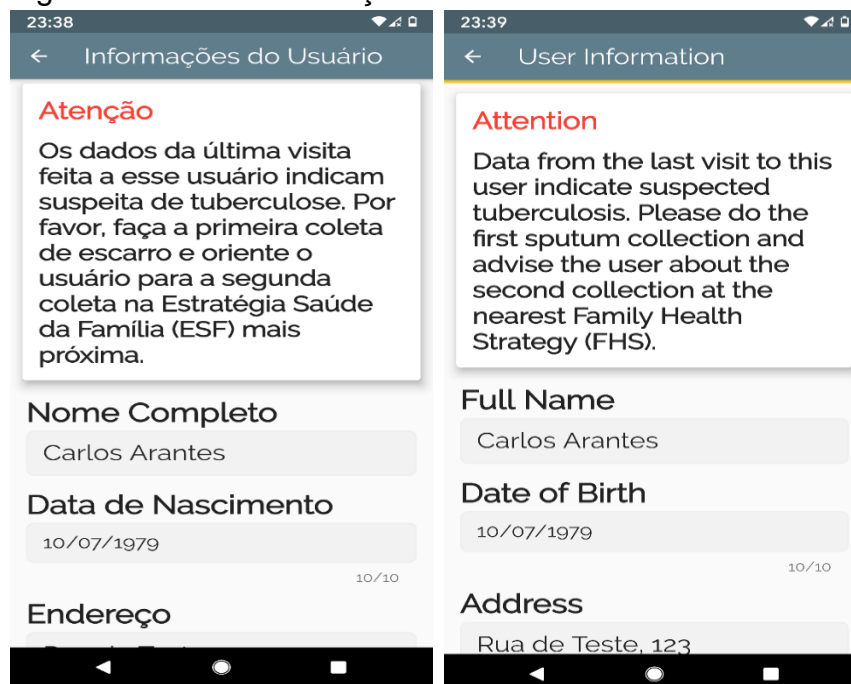 23:38
Informações do Usuário
Atenção
Os dados da última visita
feita a esse usuário indicam
suspeita de tuberculose. Por
favor, faça a primeira coleta
de escarro e oriente o
usuário para a segunda
coleta na Estratégia Saúde
da Família (ESF) mais
próxima.
Nome Completo
Carlos Arantes
Data de Nascimento
10/07/1979
10/10
Endereço
23:39
User Information
Attention
Data from the last visit to this
user indicate suspected
tuberculosis. Please do the
first sputum collection and
advise the user about the
second collection at the
nearest Family Health
Strategy (FHS).
Full Name
Carlos Arantes
Date of Birth
10/07/1979
10/10
Address
Rua de Teste, 123